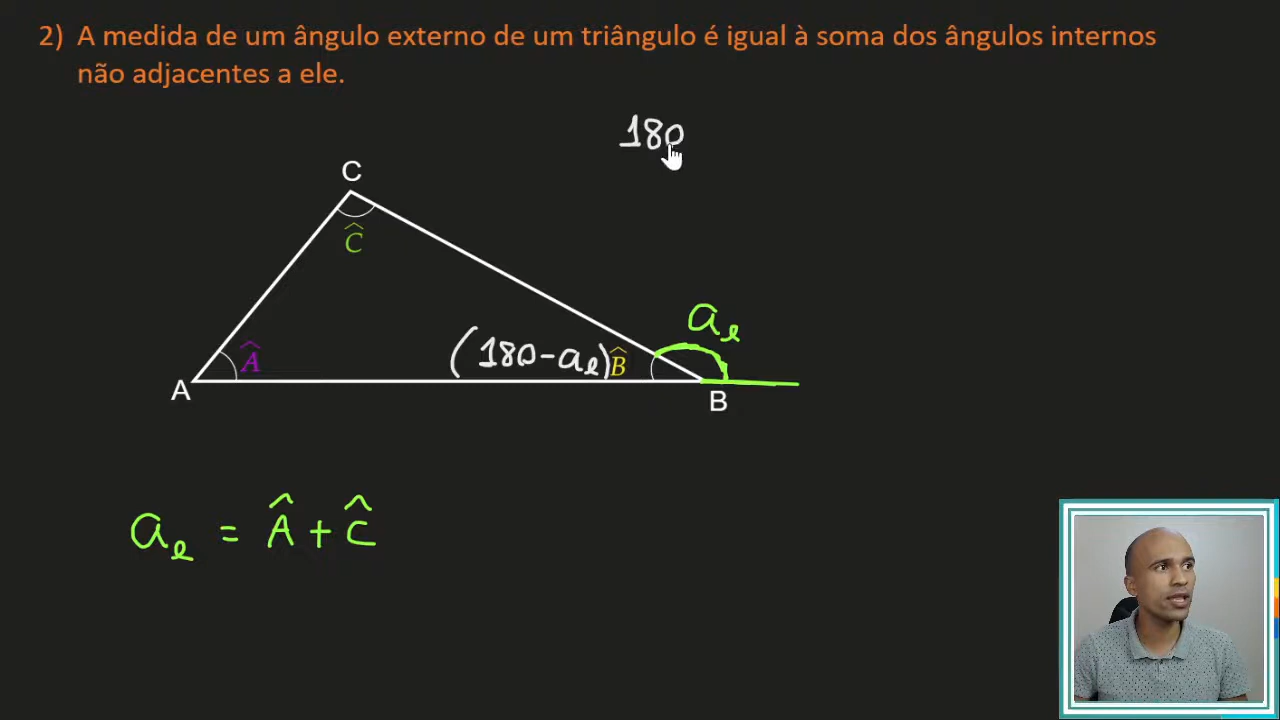 2) A medida de um ângulo externo de um triângulo é igual à soma dos ângulos internos
não adjacentes a ele.
180
C
Ĉ
aₑ
Â
(180-aₑ) B̂
A
B
aₑ = Â + Ĉ